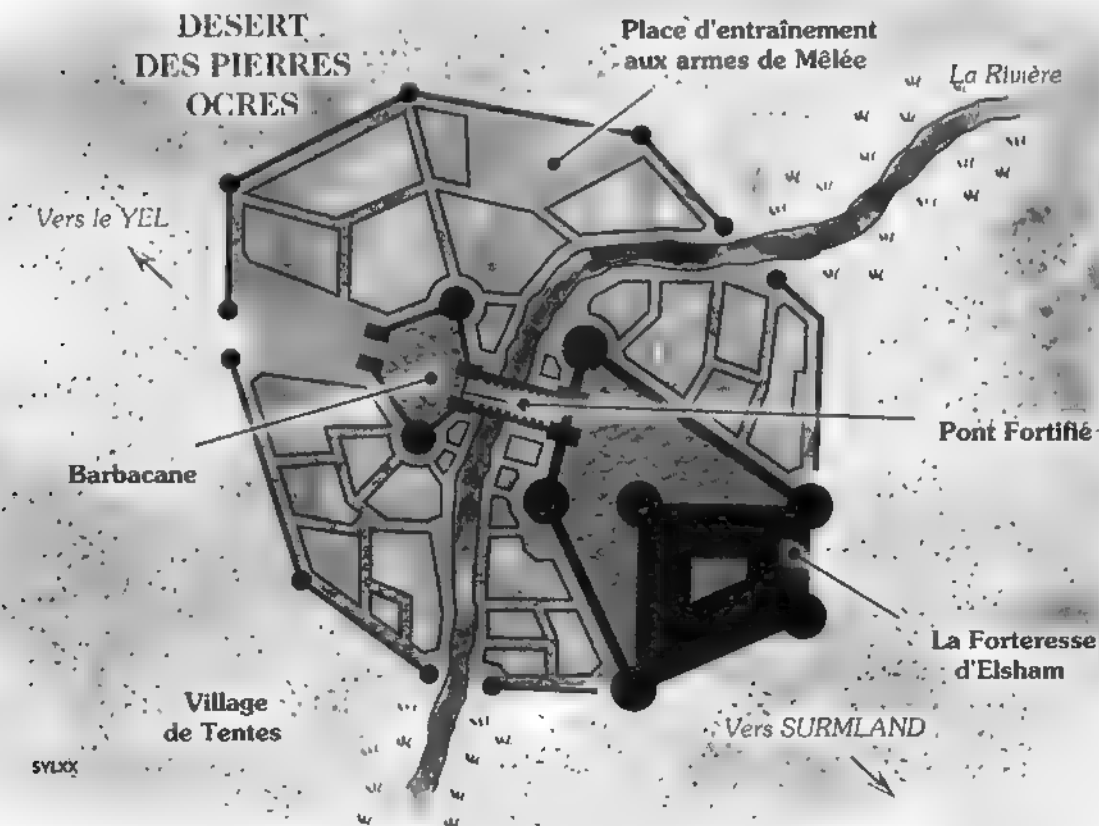 DESERT
DES PIERRES
OCRES
Place d'entraînement
aux armes de Mêlée
La Rivière
Vers le YEL
Pont Fortifié
Barbacane
La Forteresse
d'Elsham
Village
de Tentes
Vers SURMLAND
SYLXX